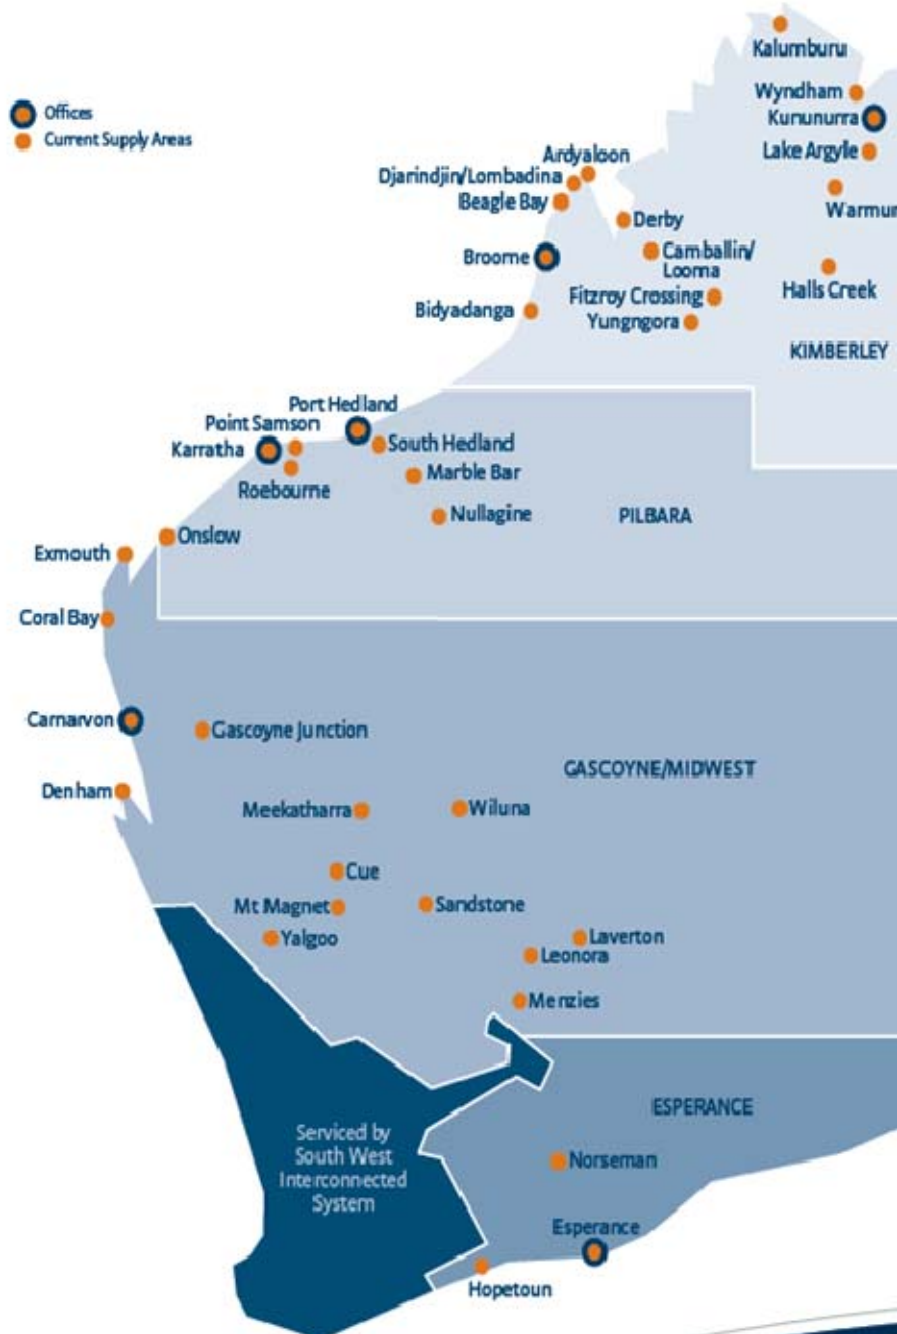 Offices
Current Supply Areas
Kalumburu
Wyndham
Kununurra
Lake Argyle
Warmun
Ardyaloon
Djarindjin/Lombadina
Beagle Bay
Derby
Broome
Camballin/
Looma
Halls Creek
Fitzroy Crossing
Bidyadanga
Yungngora
KIMBERLEY
Port Hedland
Point Samson
Karratha
South Hedland
Marble Bar
Roebourne
Nullagine
PILBARA
Onslow
Exmouth
Coral Bay
Carnarvon
Gascoyne Junction
GASCOYNE/MIDWEST
Denham
Meekatharra
Wiluna
Cue
Mt Magnet
Sandstone
Yalgoo
Laverton
Leonora
Menzies
ESPERANCE
Serviced by
South West
Interconnected
System
Norseman
Esperance
Hopetoun